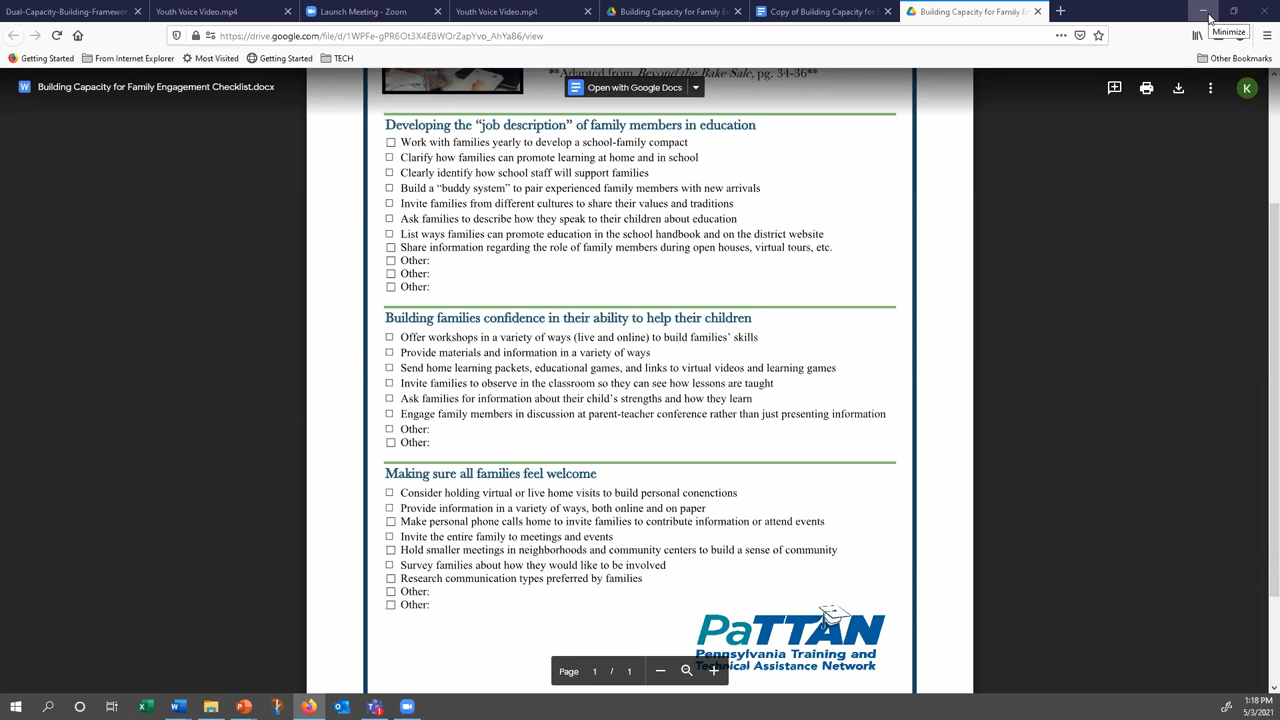 Dual-Capacity-Building-Framewor
Youth Voice Video.mp4
Launch Meeting - Zoom
Youth Voice Video.mp4
Building Capacity for Family E
Copy of Building Capacity for
Building Capacity for Family E
Minimize
https://drive.google.com/file/d/1WPFe-gPR6Ot3X4E8WOrZapYvo_AhYa86/view
Getting Started
From Internet Explorer
Most Visited
Getting Started
TECH
Other Bookmarks
Building Capacity for Family Engagement Checklist.docx
**Adapted from Beyond the Bake Sale, pg. 34-36**
Open with Google Docs
K
Developing the “job description” of family members in education
Work with families yearly to develop a school-family compact
Clarify how families can promote learning at home and in school
Clearly identify how school staff will support families
Build a “buddy system” to pair experienced family members with new arrivals
Invite families from different cultures to share their values and traditions
Ask families to describe how they speak to their children about education
List ways families can promote education in the school handbook and on the district website
Share information regarding the role of family members during open houses, virtual tours, etc.
Other:
Other:
Other:
Building families confidence in their ability to help their children
Offer workshops in a variety of ways (live and online) to build families’ skills
Provide materials and information in a variety of ways
Send home learning packets, educational games, and links to virtual videos and learning games
Invite families to observe in the classroom so they can see how lessons are taught
Ask families for information about their child’s strengths and how they learn
Engage family members in discussion at parent-teacher conference rather than just presenting information
Other:
Other:
Making sure all families feel welcome
Consider holding virtual or live home visits to build personal conenctions
Provide information in a variety of ways, both online and on paper
Make personal phone calls home to invite families to contribute information or attend events
Invite the entire family to meetings and events
Hold smaller meetings in neighborhoods and community centers to build a sense of community
Survey families about how they would like to be involved
Research communication types preferred by families
Other:
Other:
PaTTAN
Pennsylvania Training and
Technical Assistance Network
Page 1 / 1
1:18 PM
5/3/2021